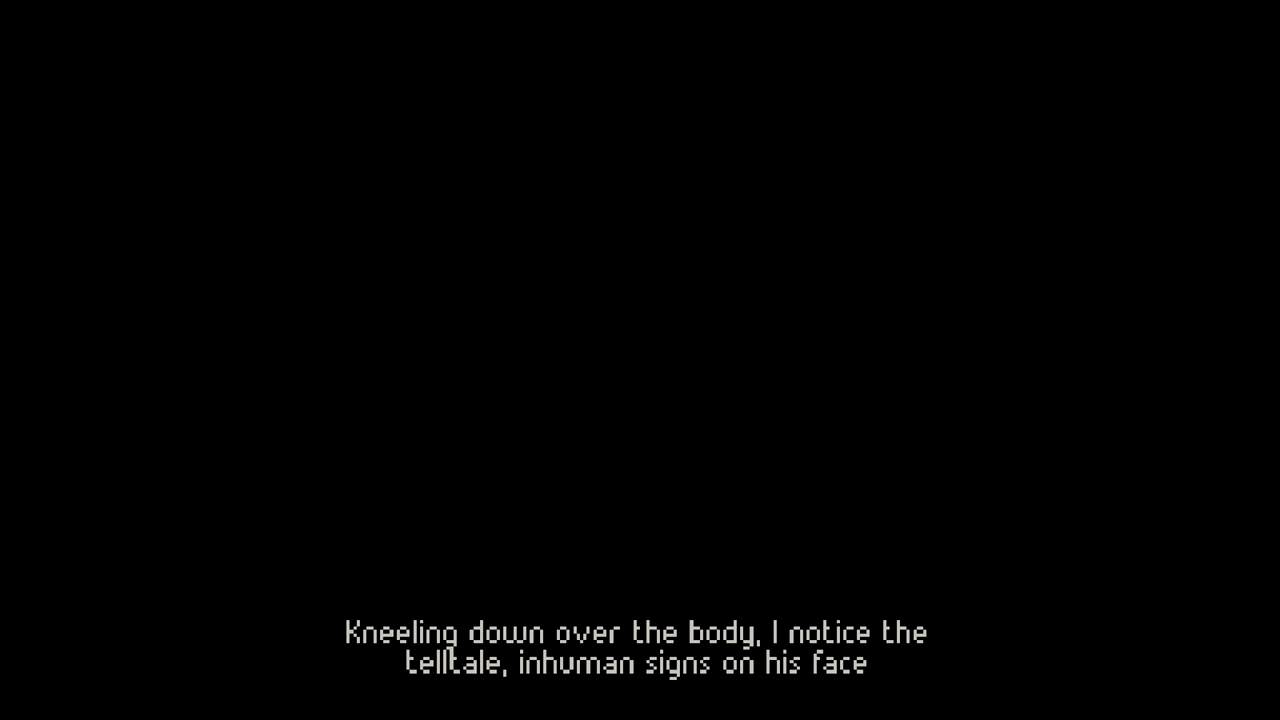 Kneeling down over the body, I notice the
telltale, inhuman signs on his face